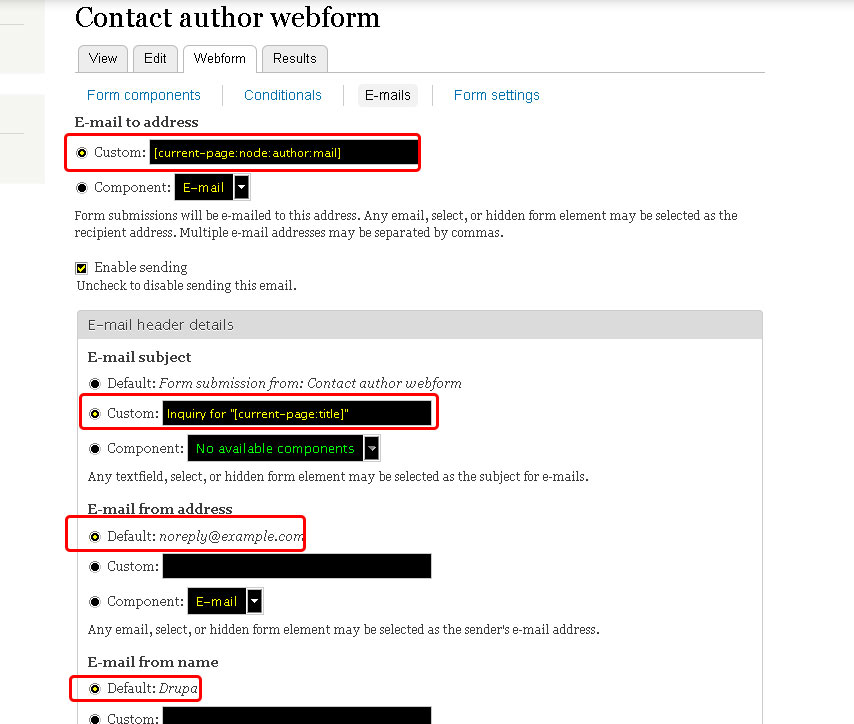 Contact author webform
View Edit Webform Results
Form components Conditionals E-mails Form settings
E-mail to address
Custom: [current-page:node:author:mail]
Component: E-mail
Form submissions will be e-mailed to this address. Any email, select, or hidden form element may be selected as the
recipient address. Multiple e-mail addresses may be separated by commas.
Enable sending
Uncheck to disable sending this email.
E-mail header details
E-mail subject
Default: Form submission from: Contact author webform
Custom: Inquiry for "[current-page:title]"
Component: No available components
Any textfield, select, or hidden form element may be selected as the subject for e-mails.
E-mail from address
Default: noreply@example.com
Custom:
Component: E-mail
Any email, select, or hidden form element may be selected as the sender's e-mail address.
E-mail from name
Default: Drupa
Custom: